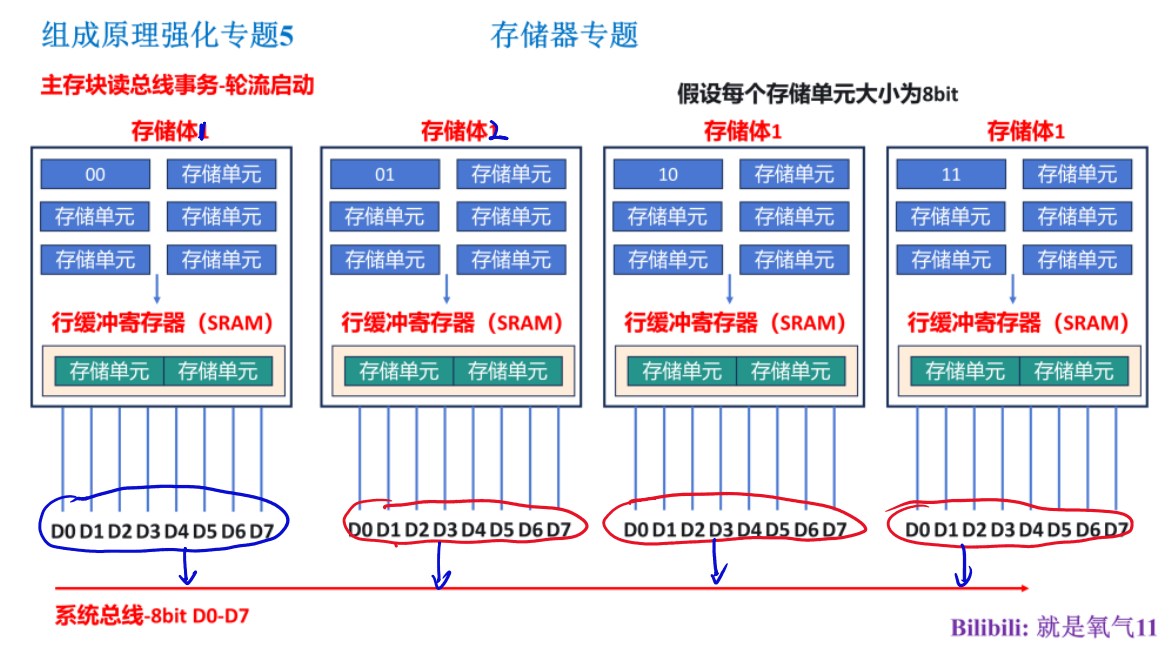 组成原理强化专题5 存储器专题
主存块读总线事务-轮流启动
假设每个存储单元大小为8bit
存储体1 存储体2 存储体1 存储体1
00 存储单元 01 存储单元 10 存储单元 11 存储单元
存储单元 存储单元 存储单元 存储单元 存储单元 存储单元 存储单元 存储单元
存储单元 存储单元 存储单元 存储单元 存储单元 存储单元 存储单元 存储单元
行缓冲寄存器（SRAM） 行缓冲寄存器（SRAM） 行缓冲寄存器（SRAM） 行缓冲寄存器（SRAM）
存储单元 存储单元 存储单元 存储单元 存储单元 存储单元 存储单元 存储单元
D0 D1 D2 D3 D4 D5 D6 D7 D0 D1 D2 D3 D4 D5 D6 D7 D0 D1 D2 D3 D4 D5 D6 D7 D0 D1 D2 D3 D4 D5 D6 D7
系统总线-8bit D0-D7
Bilibili: 就是氧气11